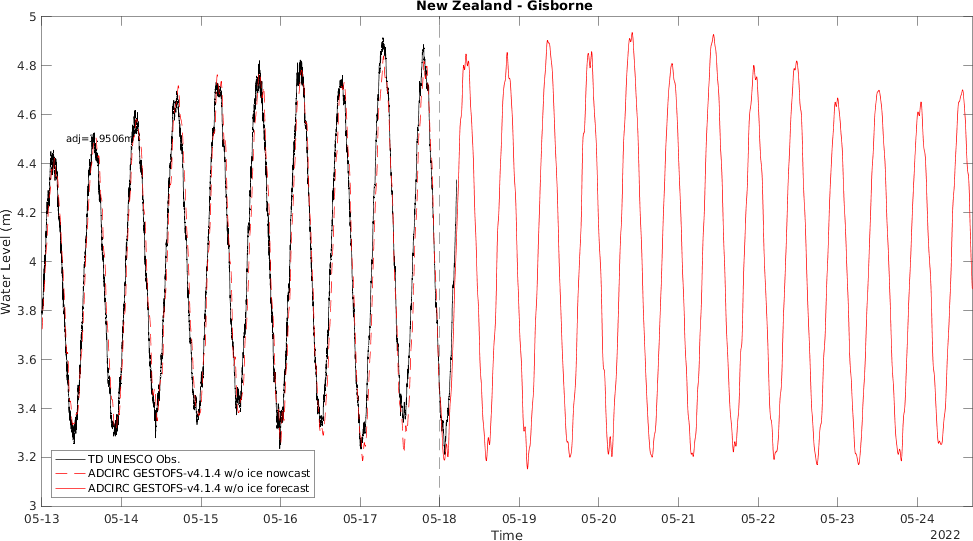 New Zealand - Gisborne
5
4.8
4.6
4.4
4.2
4
3.8
3.6
3.4
3.2
3
Water Level (m)
TD UNESCO Obs.
ADCIRC GESTOFS-v4.1.4 w/o ice nowcast
ADCIRC GESTOFS-v4.1.4 w/o ice forecast
05-13 05-14 05-15 05-16 05-17 05-18 05-19 05-20 05-21 05-22 05-23 05-24
2022
Time